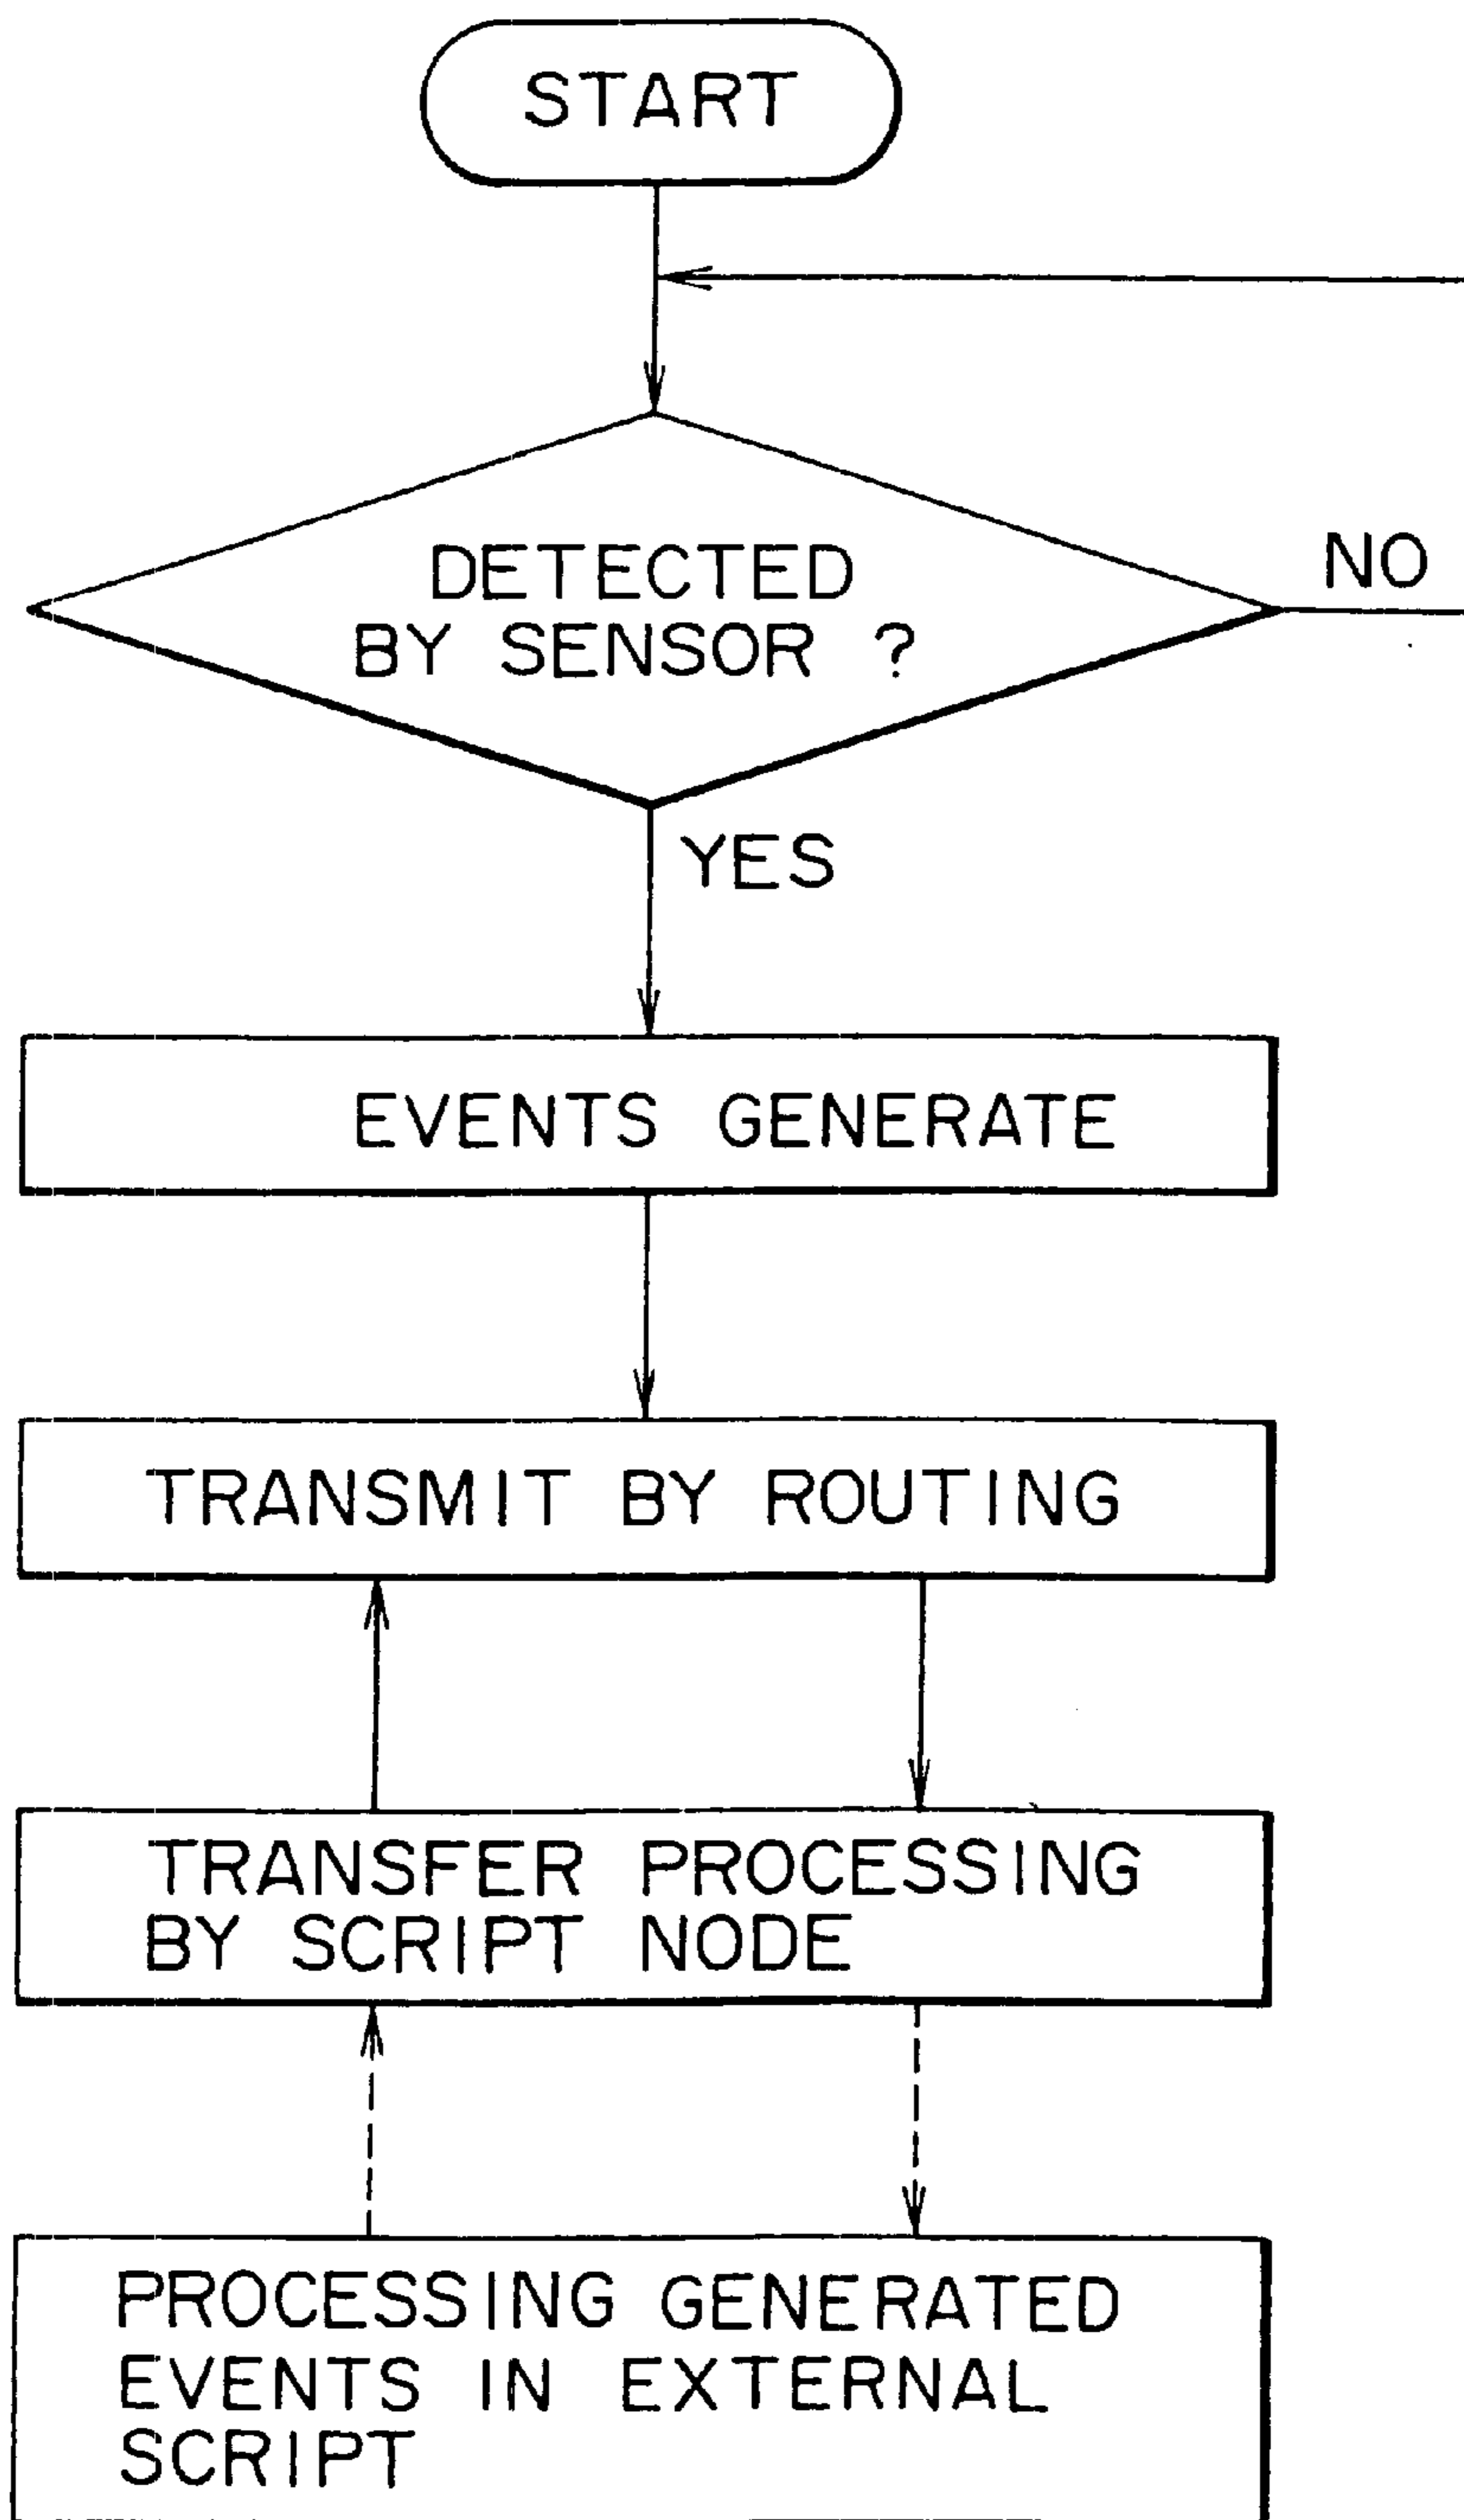 START
DETECTED
BY SENSOR ?
NO
YES
EVENTS GENERATE
TRANSMIT BY ROUTING
TRANSFER PROCESSING
BY SCRIPT NODE
PROCESSING GENERATED
EVENTS IN EXTERNAL
SCRIPT